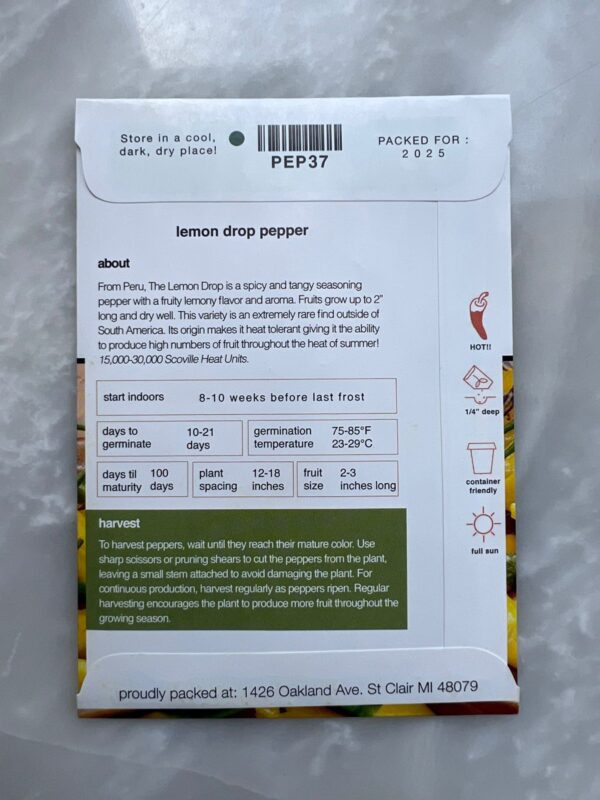 Store in a cool,
dark, dry place!
PEP37
PACKED FOR :
2025
lemon drop pepper
about
From Peru, The Lemon Drop is a spicy and tangy seasoning
pepper with a fruity lemony flavor and aroma. Fruits grow up to 2"
long and dry well. This variety is an extremely rare find outside of
South America. Its origin makes it heat tolerant giving it the ability
to produce high numbers of fruit throughout the heat of summer!
15,000-30,000 Scoville Heat Units.
HOT!!
start indoors 8-10 weeks before last frost
1/4" deep
days to
germinate
10-21
days
germination
temperature
75-85°F
23-29°C
days til
maturity
100
days
plant
spacing
12-18
inches
fruit
size
2-3
inches long
container
friendly
full sun
harvest
To harvest peppers, wait until they reach their mature color. Use
sharp scissors or pruning shears to cut the peppers from the plant,
leaving a small stem attached to avoid damaging the plant. For
continuous production, harvest regularly as peppers ripen. Regular
harvesting encourages the plant to produce more fruit throughout the
growing season.
proudly packed at: 1426 Oakland Ave. St Clair MI 48079